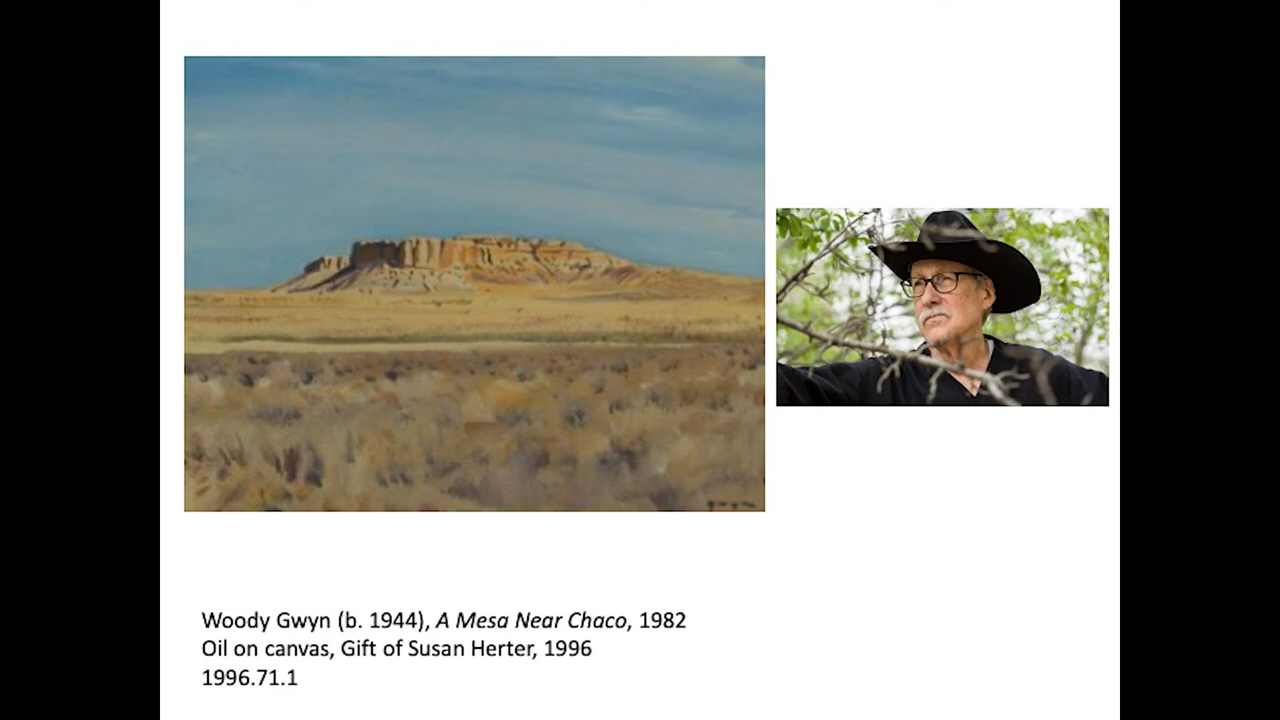 Woody Gwyn (b. 1944), A Mesa Near Chaco, 1982
Oil on canvas, Gift of Susan Herter, 1996
1996.71.1